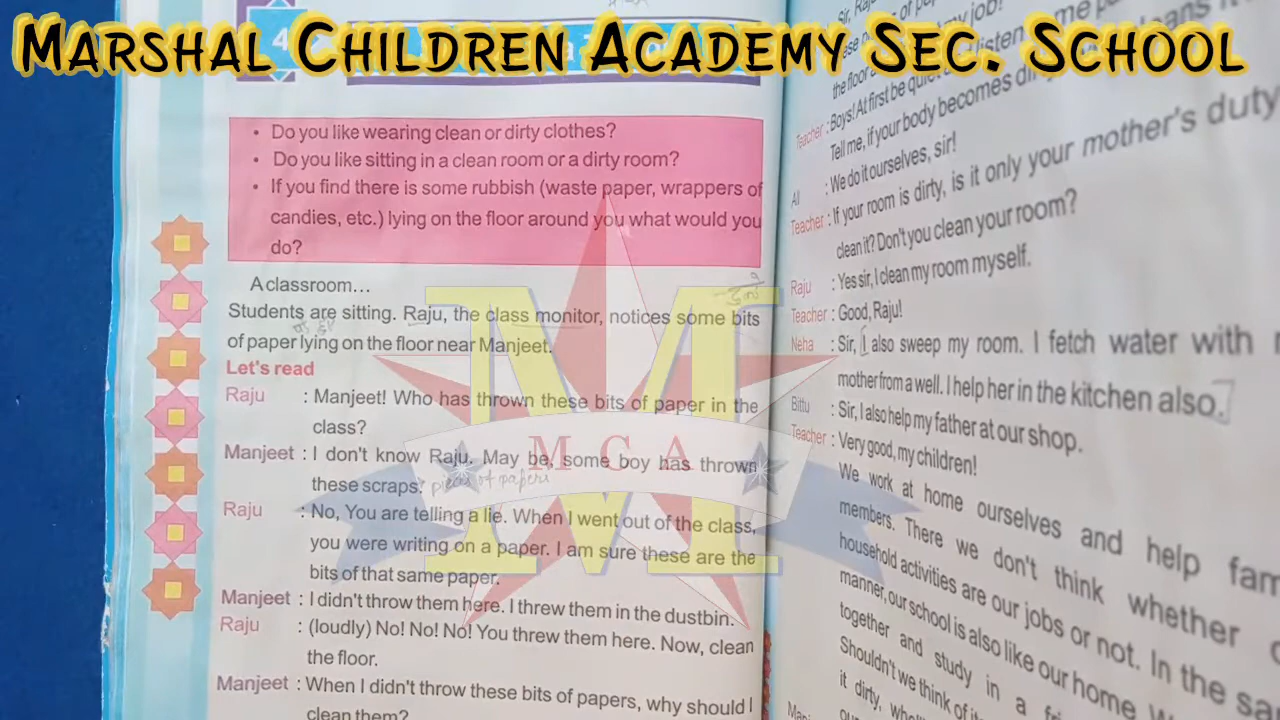 MARSHAL CHILDREN ACADEMY SEC. SCHOOL
4
• Do you like wearing clean or dirty clothes?
• Do you like sitting in a clean room or a dirty room?
• If you find there is some rubbish (waste paper, wrappers of
candies, etc.) lying on the floor around you what would you
do?
A classroom...
Students are sitting. Raju, the class monitor, notices some bits
of paper lying on the floor near Manjeet.
Let's read
Raju : Manjeet! Who has thrown these bits of paper in the
class?
Manjeet : I don't know Raju. May be, some boy has thrown
these scraps. of papers
Raju : No, You are telling a lie. When I went out of the class,
you were writing on a paper. I am sure these are the
bits of that same paper.
Manjeet : I didn't throw them here. I threw them in the dustbin.
Raju : (loudly) No! No! No! You threw them here. Now, clean
the floor.
Manjeet : When I didn't throw these bits of papers, why should I
clean them?
M
MCA
Sir, Raju
my job!
the floor
Teacher : Boys! At first be quiet listen
Tell me, if your body becomes cleans
All : We do it ourselves, sir!
Teacher : If your room is dirty, is it only your mother's duty
clean it? Don't you clean your room?
Raju : Yes sir, I clean my room myself.
Teacher : Good, Raju!
Neha : Sir, I also sweep my room. I fetch water with
mother from a well. I help her in the kitchen also.
Bittu : Sir, I also help my father at our shop.
Teacher : Very good, my children!
We work at home ourselves and help
members. There we don't think whether
household activities are our jobs or not. In the
manner, our school is also like our home.
together and study in a
Shouldn't we think of
it dirty,